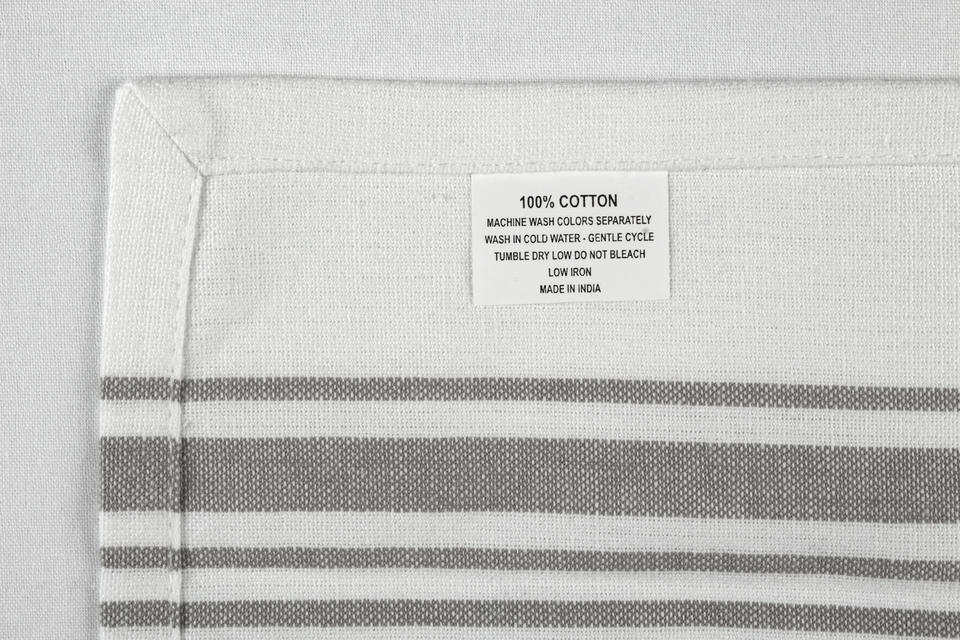 100% COTTON
MACHINE WASH COLORS SEPARATELY
WASH IN COLD WATER - GENTLE CYCLE
TUMBLE DRY LOW DO NOT BLEACH
LOW IRON
MADE IN INDIA